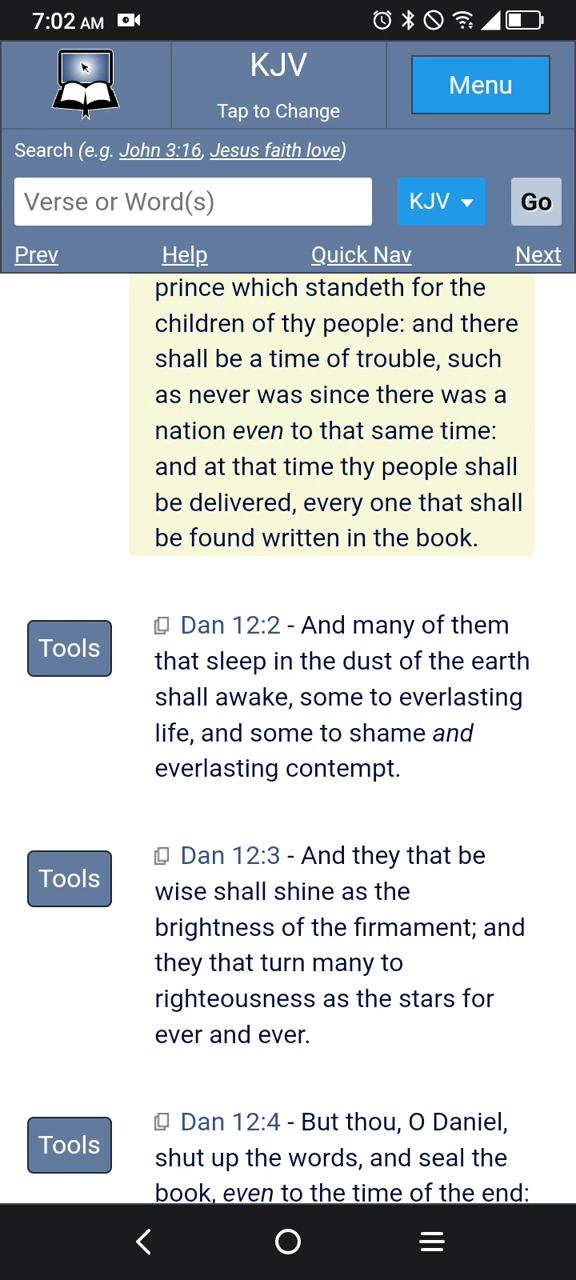 7:02 AM
KJV
Tap to Change
Menu
Search (e.g. John 3:16, Jesus faith love)
Verse or Word(s)
KJV
Go
Prev
Help
Quick Nav
Next
prince which standeth for the
children of thy people: and there
shall be a time of trouble, such
as never was since there was a
nation even to that same time:
and at that time thy people shall
be delivered, every one that shall
be found written in the book.
Tools
Dan 12:2 - And many of them
that sleep in the dust of the earth
shall awake, some to everlasting
life, and some to shame and
everlasting contempt.
Tools
Dan 12:3 - And they that be
wise shall shine as the
brightness of the firmament; and
they that turn many to
righteousness as the stars for
ever and ever.
Tools
Dan 12:4 - But thou, O Daniel,
shut up the words, and seal the
book, even to the time of the end: